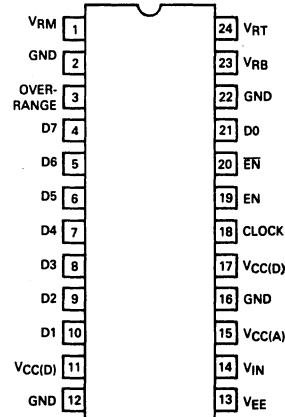 VRM 1 24 VRT
GND 2 23 VRB
OVER-
RANGE 3 22 GND
D7 4 21 D0
D6 5 20 E̅N̅
D5 6 19 EN
D4 7 18 CLOCK
D3 8 17 VCC(D)
D2 9 16 GND
D1 10 15 VCC(A)
VCC(D) 11 14 VIN
GND 12 13 VEE